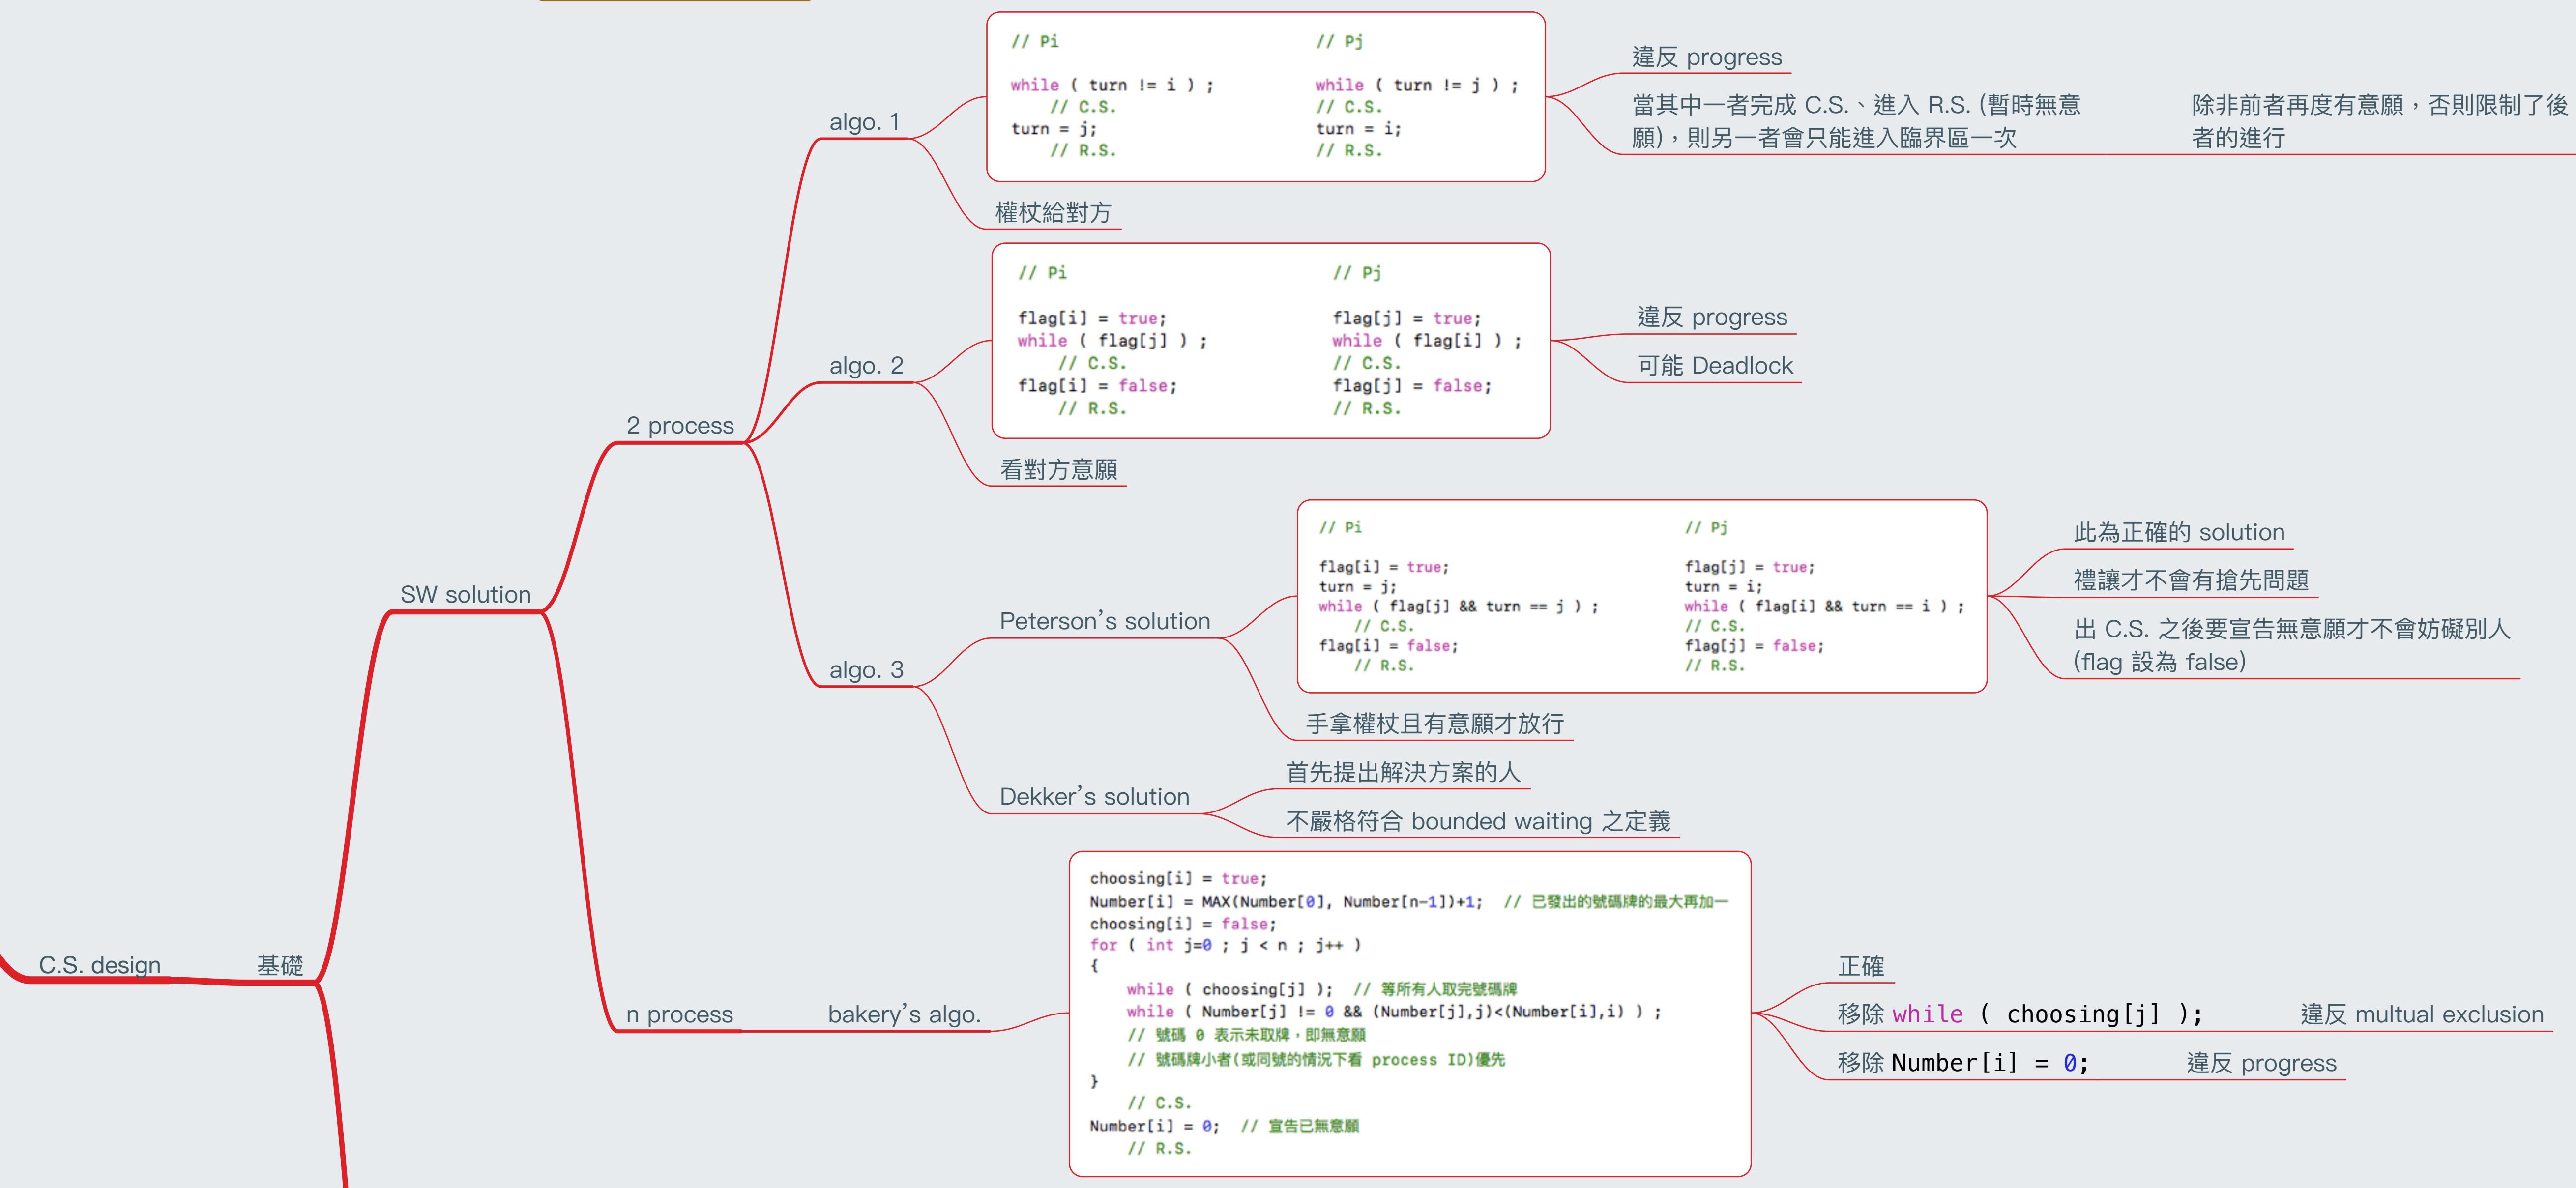 C.S. design
基礎
SW solution
2 process
algo. 1
// Pi
while ( turn != i ) ;
// C.S.
turn = j;
// R.S.
// Pj
while ( turn != j ) ;
// C.S.
turn = i;
// R.S.
違反 progress
當其中一者完成 C.S.、進入 R.S. (暫時無意
願)，則另一者會只能進入臨界區一次
除非前者再度有意願，否則限制了後
者的進行
權杖給對方
algo. 2
// Pi
flag[i] = true;
while ( flag[j] ) ;
// C.S.
flag[i] = false;
// R.S.
// Pj
flag[j] = true;
while ( flag[i] ) ;
// C.S.
flag[j] = false;
// R.S.
違反 progress
可能 Deadlock
看對方意願
algo. 3
Peterson’s solution
// Pi
flag[i] = true;
turn = j;
while ( flag[j] && turn == j ) ;
// C.S.
flag[i] = false;
// R.S.
// Pj
flag[j] = true;
turn = i;
while ( flag[i] && turn == i ) ;
// C.S.
flag[j] = false;
// R.S.
此為正確的 solution
禮讓才不會有搶先問題
出 C.S. 之後要宣告無意願才不會妨礙別人
(flag 設為 false)
手拿權杖且有意願才放行
Dekker’s solution
首先提出解決方案的人
不嚴格符合 bounded waiting 之定義
n process
bakery’s algo.
choosing[i] = true;
Number[i] = MAX(Number[0], Number[n-1])+1; // 已發出的號碼牌的最大再加一
choosing[i] = false;
for ( int j=0 ; j < n ; j++ )
{
while ( choosing[j] ); // 等所有人取完號碼牌
while ( Number[j] != 0 && (Number[j],j)<(Number[i],i) ) ;
// 號碼 0 表示未取牌，即無意願
// 號碼牌小者(或同號的情況下看 process ID)優先
}
// C.S.
Number[i] = 0; // 宣告已無意願
// R.S.
正確
移除 while ( choosing[j] );
違反 multual exclusion
移除 Number[i] = 0;
違反 progress